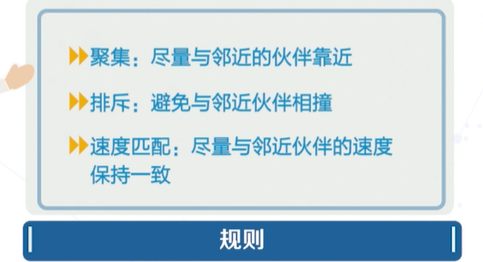 聚集：尽量与邻近的伙伴靠近
排斥：避免与邻近伙伴相撞
速度匹配：尽量与邻近伙伴的速度
保持一致
规则